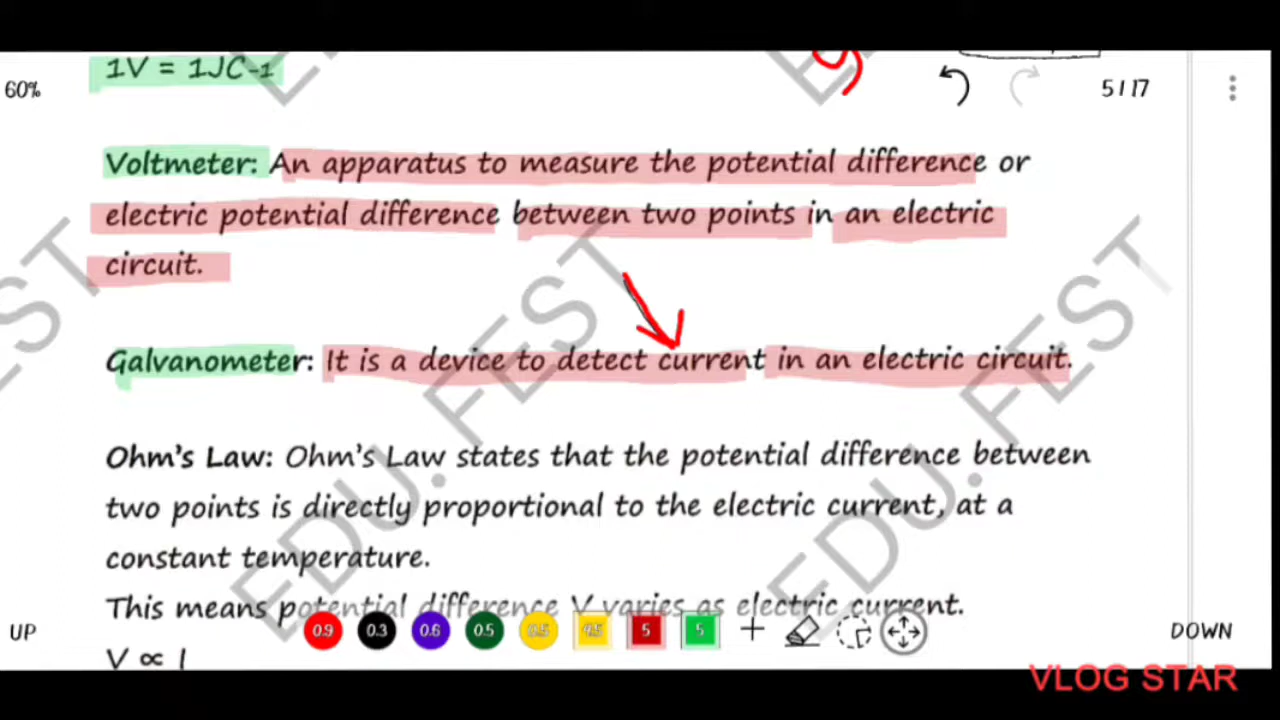 1V = 1JC-1
60%
5/17
Voltmeter: An apparatus to measure the potential difference or
electric potential difference between two points in an electric
circuit.
Galvanometer: It is a device to detect current in an electric circuit.
Ohm's Law: Ohm's Law states that the potential difference between
two points is directly proportional to the electric current, at a
constant temperature.
This means potential difference V varies as electric current.
UP
0.9 0.3 0.6 0.5 0.5 9.5 5 5
DOWN
V ∝ I
VLOG STAR
EDU. FEST
EDU. FEST